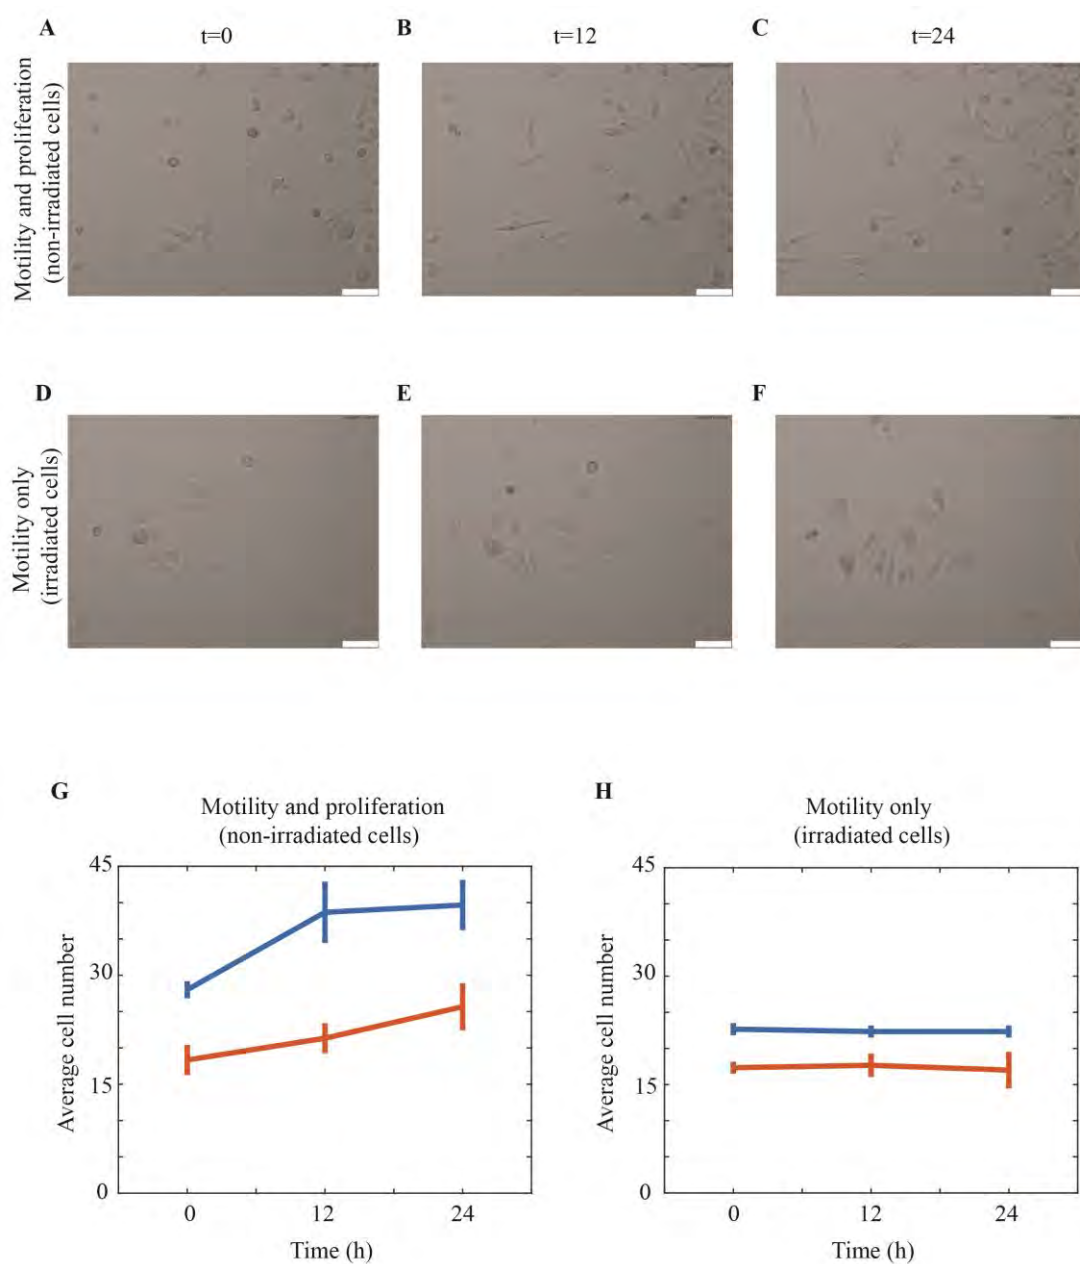 A
t=0
B
t=12
C
t=24
Motility and proliferation
(non-irradiated cells)
D
E
F
Motility only
(irradiated cells)
G
Motility and proliferation
(non-irradiated cells)
45
30
15
0
Average cell number
0 12 24
Time (h)
H
Motility only
(irradiated cells)
45
30
15
0
Average cell number
0 12 24
Time (h)